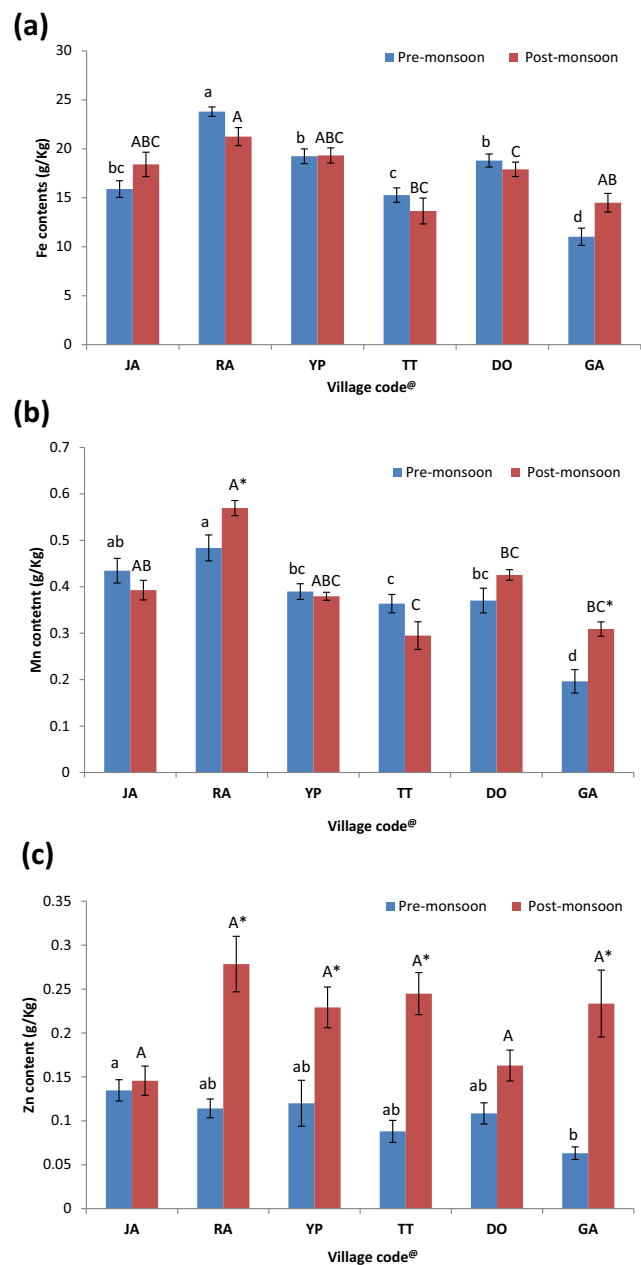 (a)
30
25
20
15
10
5
0
Fe contents (g/Kg)
Pre-monsoon Post-monsoon
bc ABC a A b ABC c BC b C d AB
JA RA YP TT DO GA
Village code@
(b)
0.7
0.6
0.5
0.4
0.3
0.2
0.1
0
Mn contetnt (g/Kg)
Pre-monsoon Post-monsoon
ab AB a A* bc ABC c C bc BC d BC*
JA RA YP TT DO GA
Village code@
(c)
0.35
0.3
0.25
0.2
0.15
0.1
0.05
0
Zn content (g/Kg)
Pre-monsoon Post-monsoon
a A ab A* ab A* ab A* ab A b A*
JA RA YP TT DO GA
Village code@